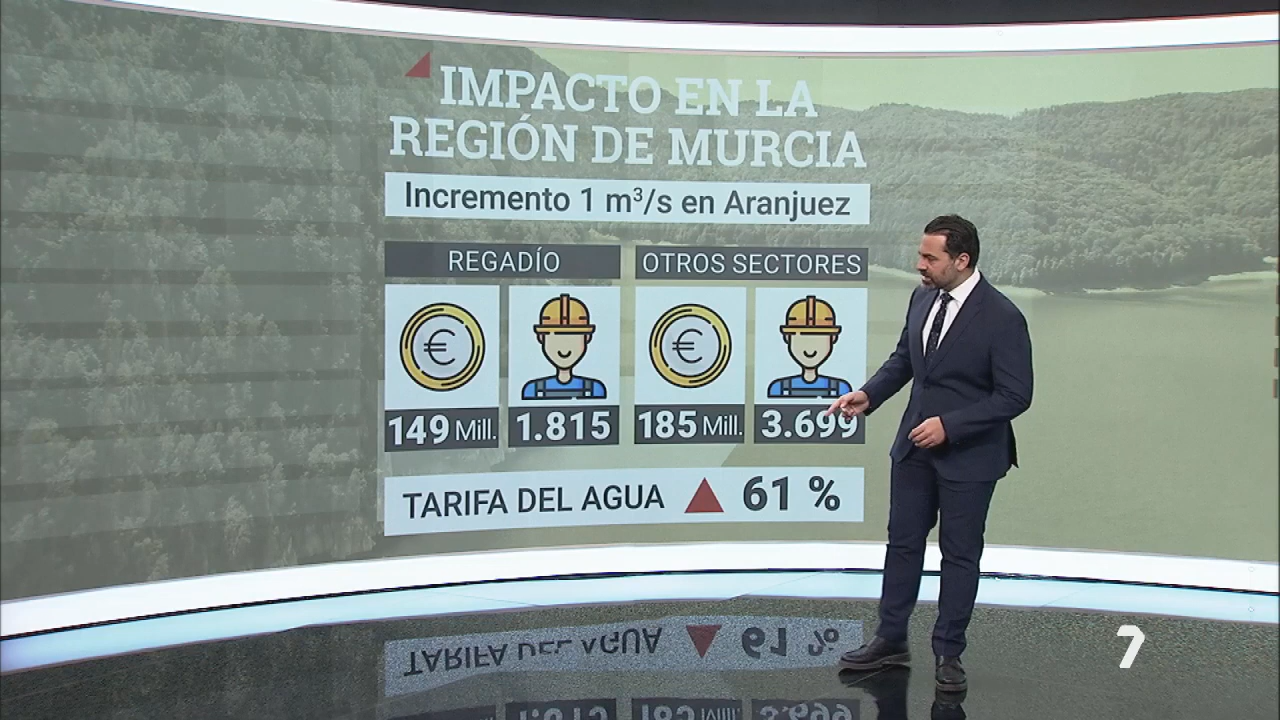 IMPACTO EN LA
REGIÓN DE MURCIA
Incremento 1 m³/s en Aranjuez
REGADÍO
OTROS SECTORES
149 Mill.
1.815
185 Mill.
3.699
TARIFA DEL AGUA 61 %
7